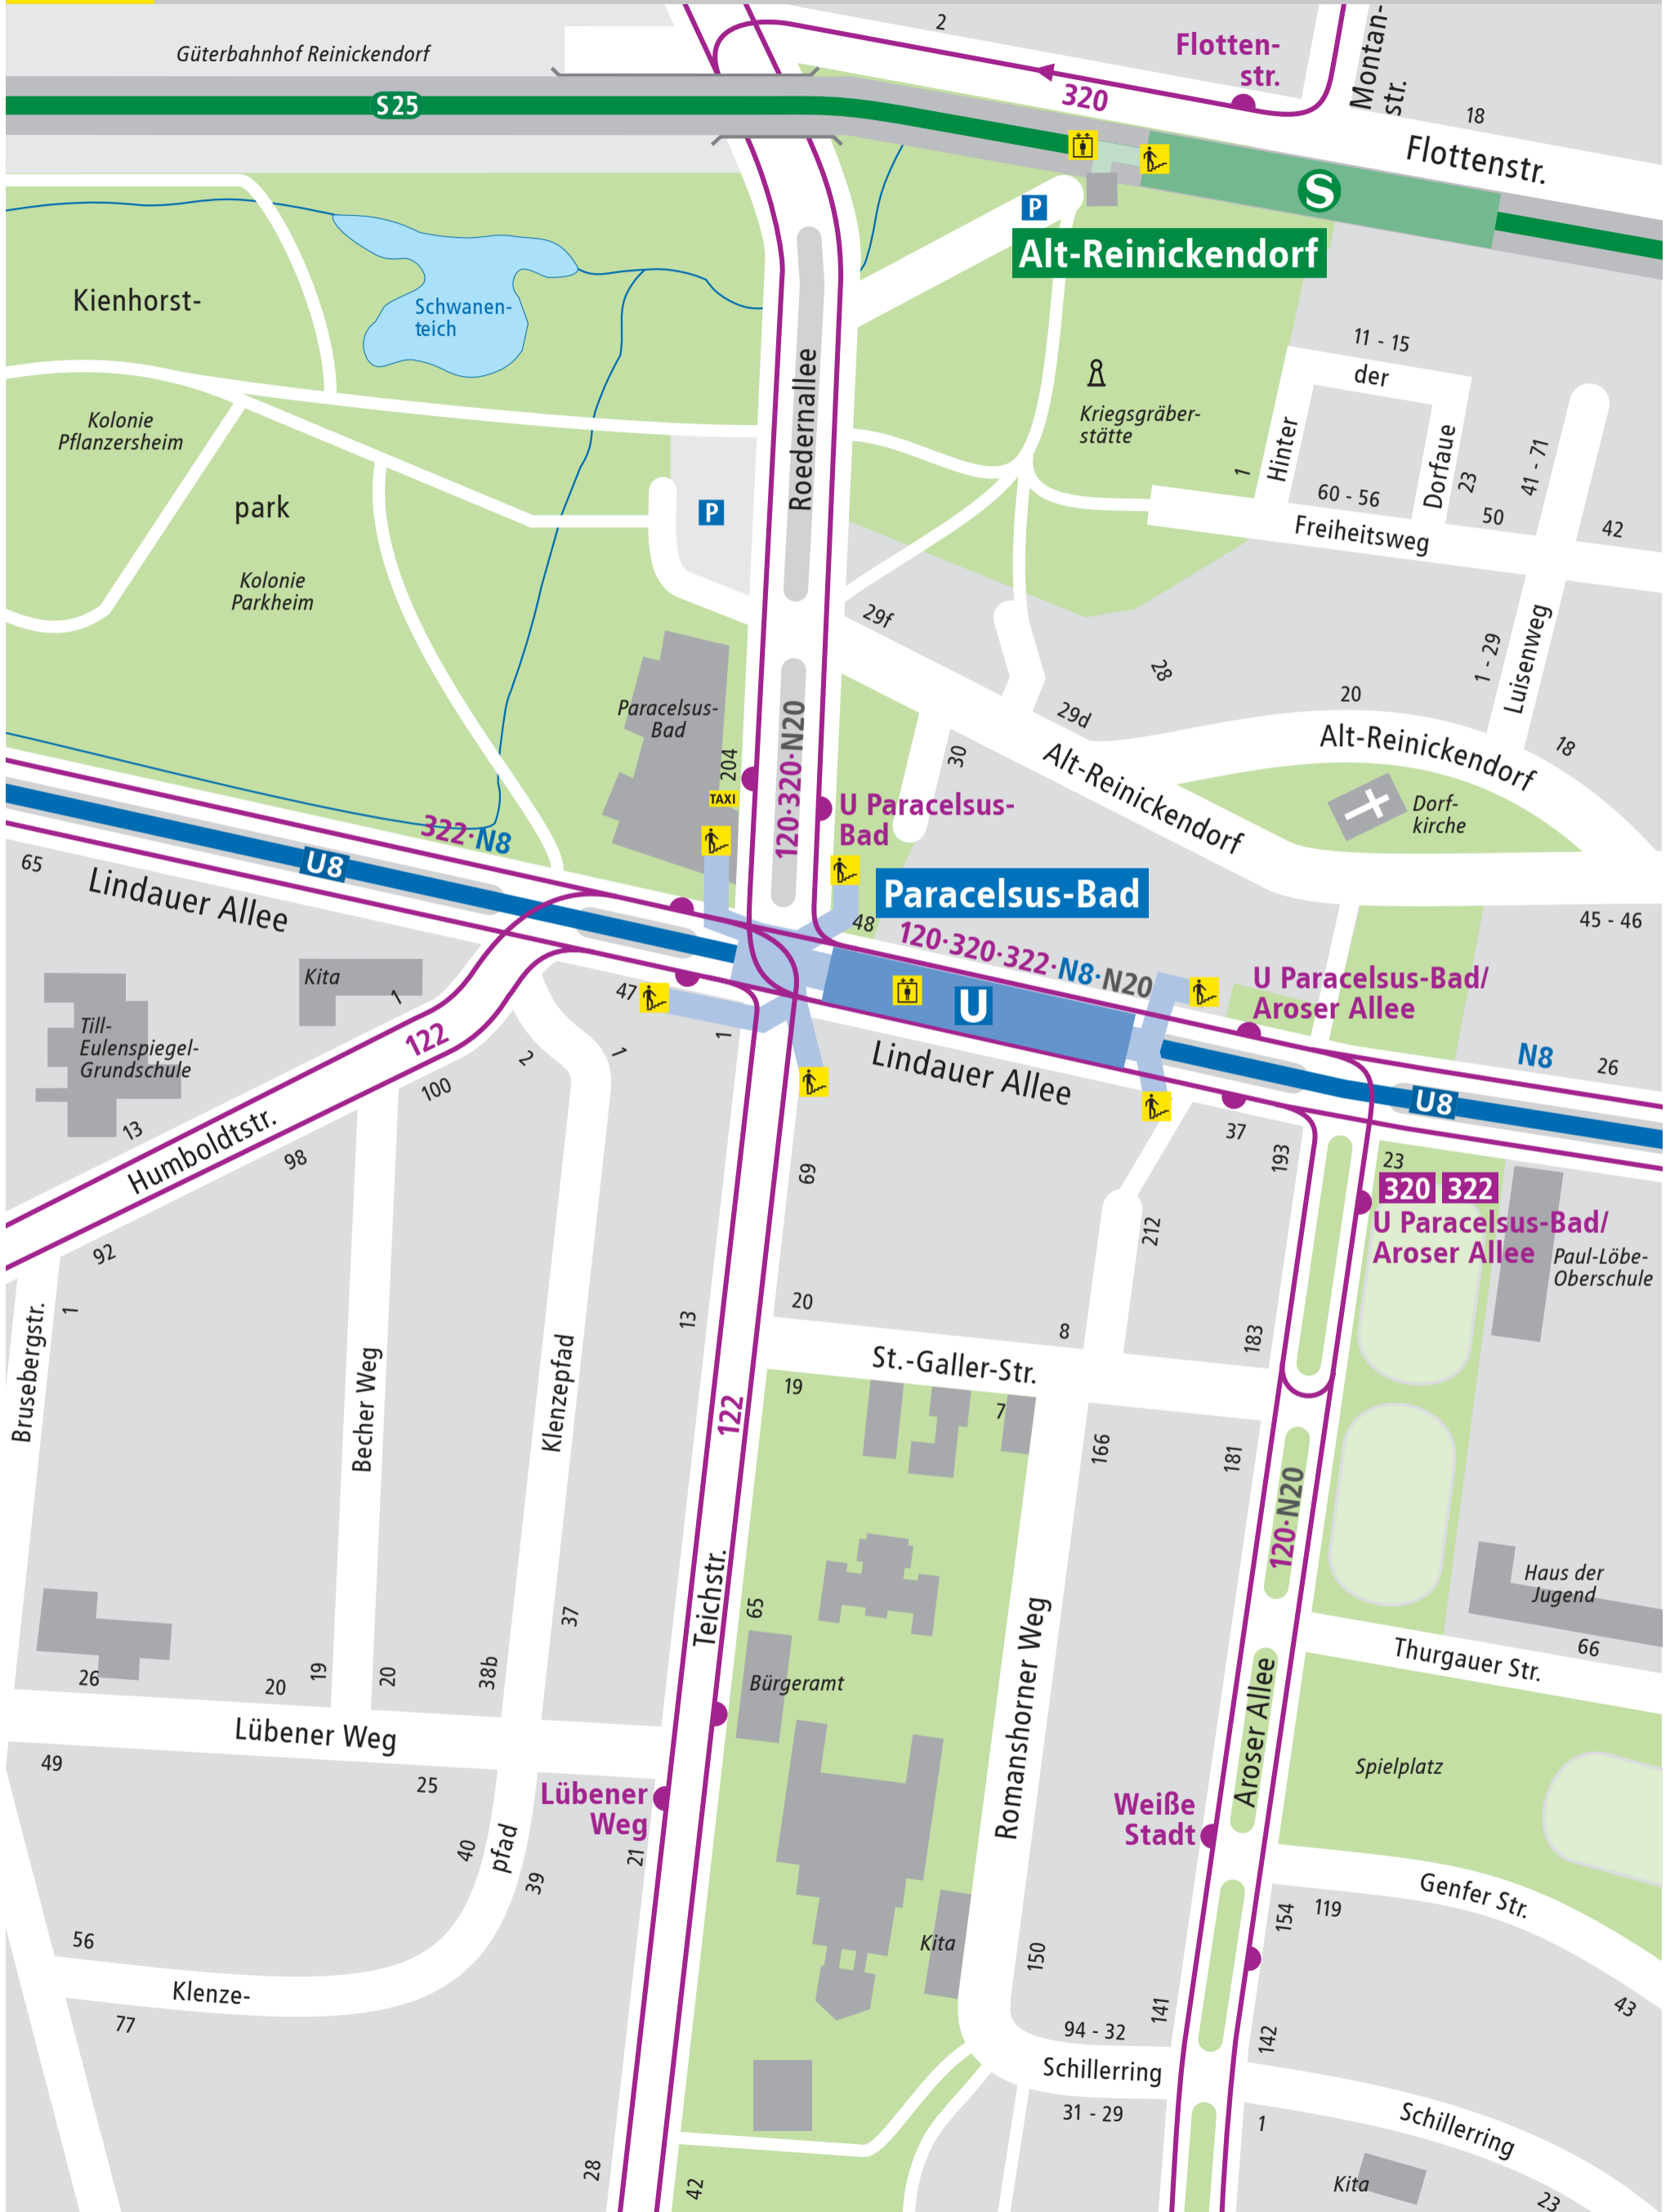 2
Flotten-
str.
Montan-
str.
Güterbahnhof Reinickendorf
S25
320
18
Flottenstr.
S
P
Alt-Reinickendorf
Kienhorst-
Schwanen-
teich
Roedernallee
11 - 15
der
Kriegsgräber-
stätte
Kolonie
Pflanzersheim
1
Hinter
Dorfaue
23
41 - 71
60 - 56
50
42
Freiheitsweg
park
P
Kolonie
Parkheim
29f
28
1 - 29
Luisenweg
20
29d
Paracelsus-
Bad
204
TAXI
120·320·N20
30
Alt-Reinickendorf
Alt-Reinickendorf
18
Dorf-
kirche
U Paracelsus-
Bad
322·N8
65
U8
Lindauer Allee
Paracelsus-Bad
48
120·320·322·N8·N20
45 - 46
U Paracelsus-Bad/
Aroser Allee
Kita
1
47
U
N8
26
Till-
Eulenspiegel-
Grundschule
122
2
1
1
Lindauer Allee
U8
100
13
Humboldtstr.
98
37
193
23
320 322
U Paracelsus-Bad/
Aroser Allee
Paul-Löbe-
Oberschule
69
212
92
1
Brusebergstr.
Becher Weg
Klenzepfad
13
20
8
183
St.-Galler-Str.
19
7
122
166
181
120·N20
Haus der
Jugend
66
Thurgauer Str.
37
Teichstr.
65
Romanshorner Weg
Aroser Allee
26
20
19
20
38b
Bürgeramt
Lübener Weg
49
25
Lübener
Weg
Spielplatz
Weiße
Stadt
40
pfad
39
21
Genfer Str.
154
119
56
Klenze-
77
Kita
150
141
142
43
94 - 32
Schillerring
31 - 29
1
Schillerring
28
42
Kita
23